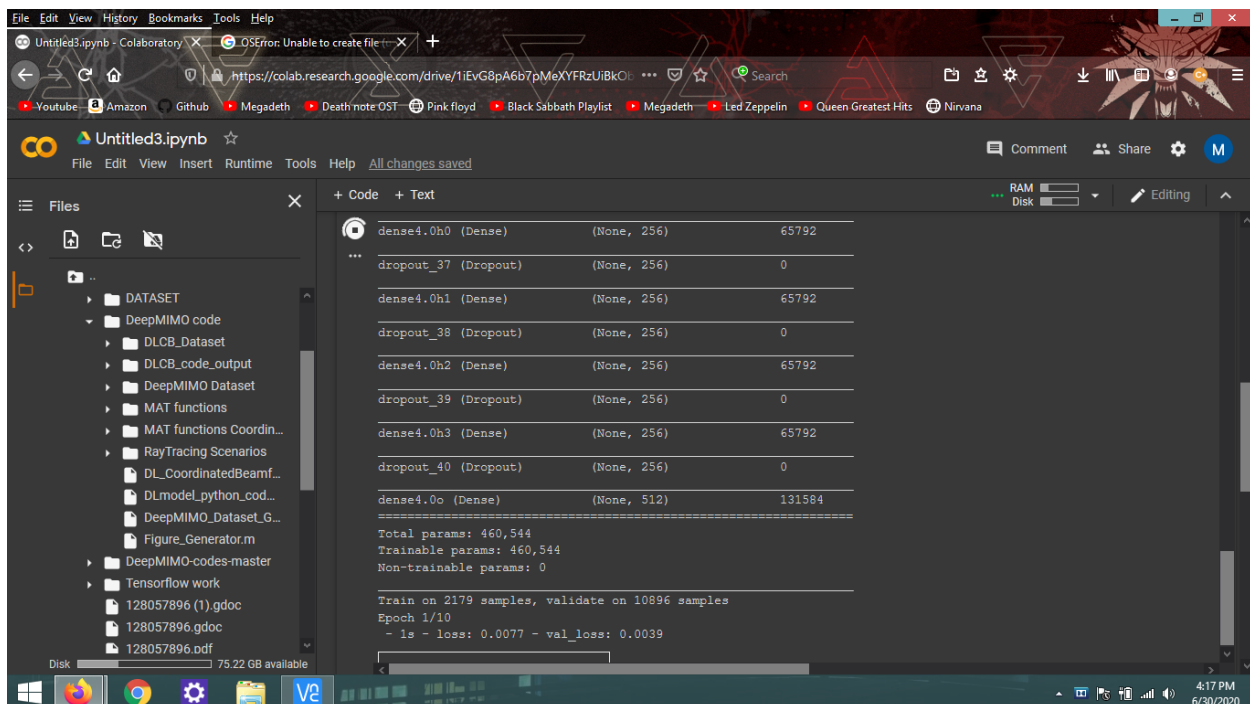 File Edit View History Bookmarks Tools Help
Untitled3.ipynb - Colaboratory
OSError: Unable to create file (
https://colab.research.google.com/drive/1iEvG8pA6b7pMeXYFRzUiBkO
Search
Youtube Amazon Github Megadeth Death note OST Pink floyd Black Sabbath Playlist Megadeth Led Zeppelin Queen Greatest Hits Nirvana
CO Untitled3.ipynb
Comment Share M
File Edit View Insert Runtime Tools Help All changes saved
Files
+ Code + Text
RAM
Disk
Editing
..
DATASET
DeepMIMO code
DLCB_Dataset
DLCB_code_output
DeepMIMO Dataset
MAT functions
MAT functions Coordin...
RayTracing Scenarios
DL_CoordinatedBeamf...
DLmodel_python_cod...
DeepMIMO_Dataset_G...
Figure_Generator.m
DeepMIMO-codes-master
Tensorflow work
128057896 (1).gdoc
128057896.gdoc
128057896.pdf
Disk 75.22 GB available
dense4.0h0 (Dense) (None, 256) 65792
dropout_37 (Dropout) (None, 256) 0
dense4.0h1 (Dense) (None, 256) 65792
dropout_38 (Dropout) (None, 256) 0
dense4.0h2 (Dense) (None, 256) 65792
dropout_39 (Dropout) (None, 256) 0
dense4.0h3 (Dense) (None, 256) 65792
dropout_40 (Dropout) (None, 256) 0
dense4.0o (Dense) (None, 512) 131584
Total params: 460,544
Trainable params: 460,544
Non-trainable params: 0
Train on 2179 samples, validate on 10896 samples
Epoch 1/10
- 1s - loss: 0.0077 - val_loss: 0.0039
4:17 PM
6/30/2020